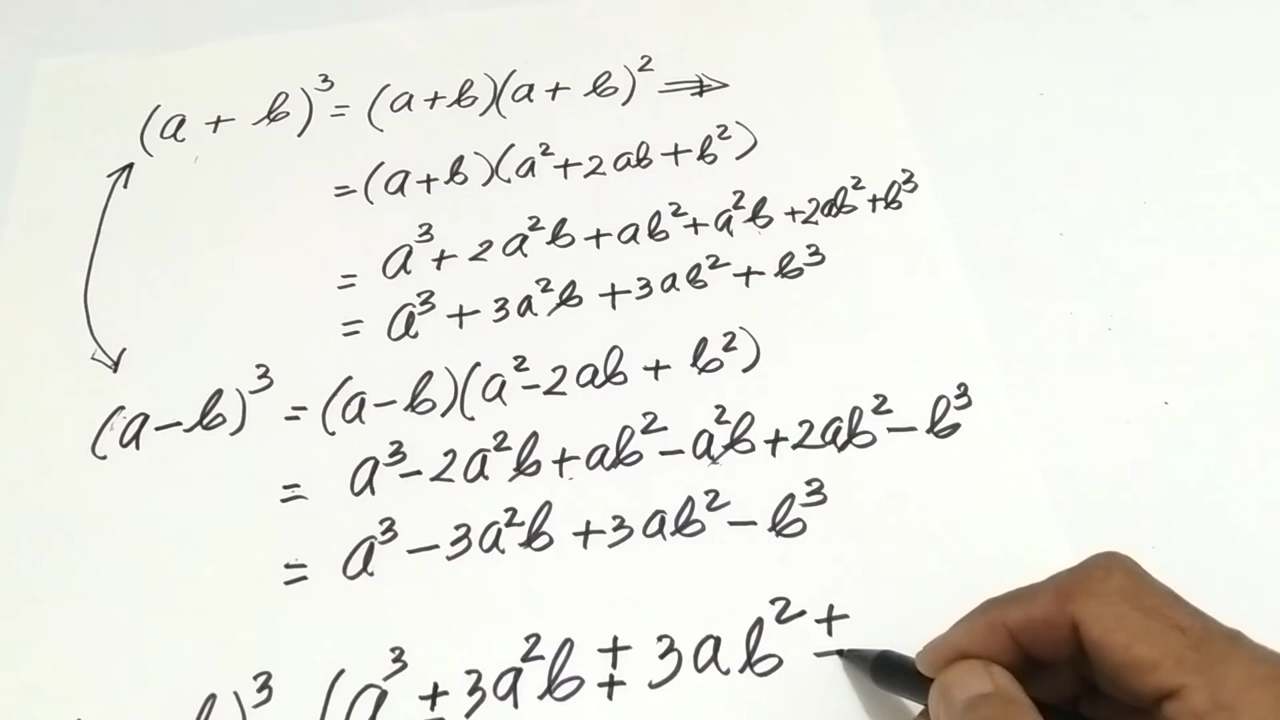 (a + b)³ = (a+b)(a + b)² ⇒
= (a+b)(a²+2ab+b²)
= a³+2a²b+ab²+a²b+2ab²+b³
= a³+3a²b+3ab²+b³
(a-b)³ = (a-b)(a²-2ab+b²)
= a³-2a²b+ab²-a²b+2ab²-b³
= a³-3a²b+3ab²-b³
b)³ (a³ ± 3a²b ‡ 3ab² ±